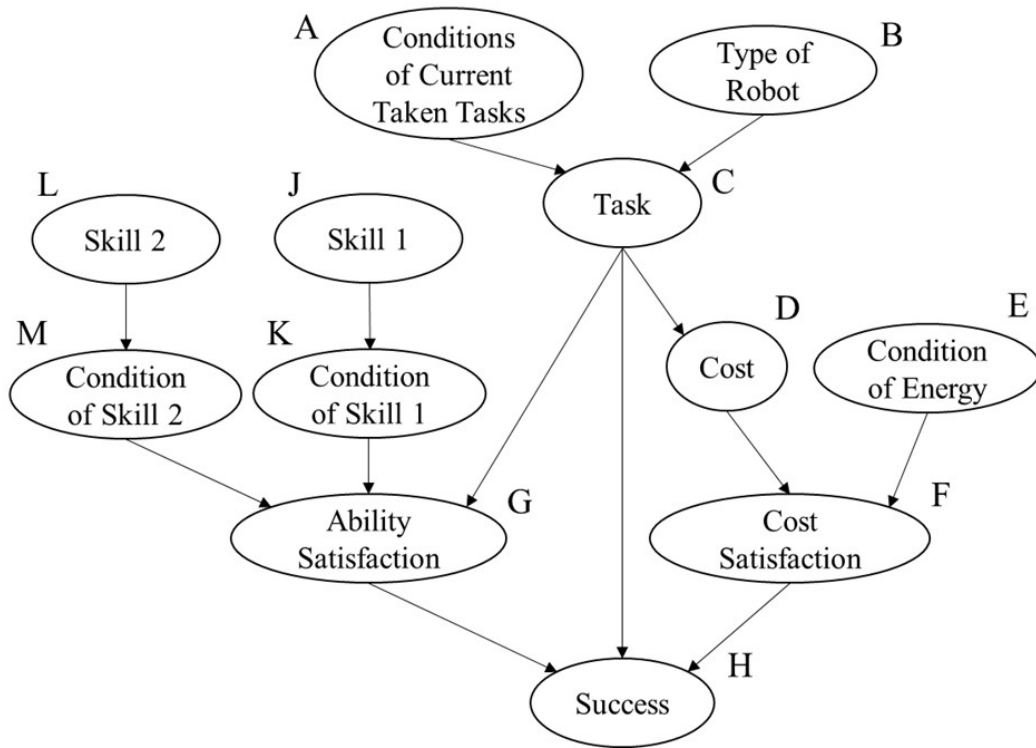 A
Conditions
of Current
Taken Tasks
B
Type of
Robot
C
Task
L
Skill 2
J
Skill 1
M
Condition
of Skill 2
K
Condition
of Skill 1
D
Cost
E
Condition
of Energy
G
Ability
Satisfaction
F
Cost
Satisfaction
H
Success